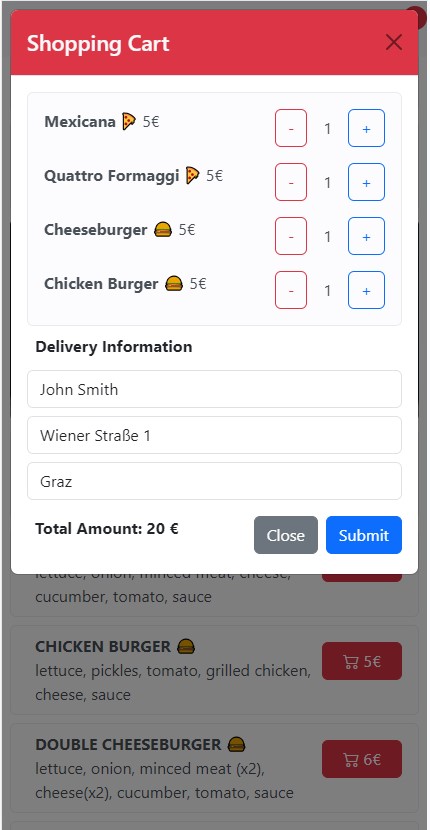 Shopping Cart
Mexicana 🍕 5€ - 1 +
Quattro Formaggi 🍕 5€ - 1 +
Cheeseburger 🍔 5€ - 1 +
Chicken Burger 🍔 5€ - 1 +
Delivery Information
John Smith
Wiener Straße 1
Graz
Total Amount: 20 € Close Submit
lettuce, onion, minced meat, cheese,
cucumber, tomato, sauce
CHICKEN BURGER 🍔
lettuce, pickles, tomato, grilled chicken, 5€
cheese, sauce
DOUBLE CHEESEBURGER 🍔
lettuce, onion, minced meat (x2), 6€
cheese(x2), cucumber, tomato, sauce